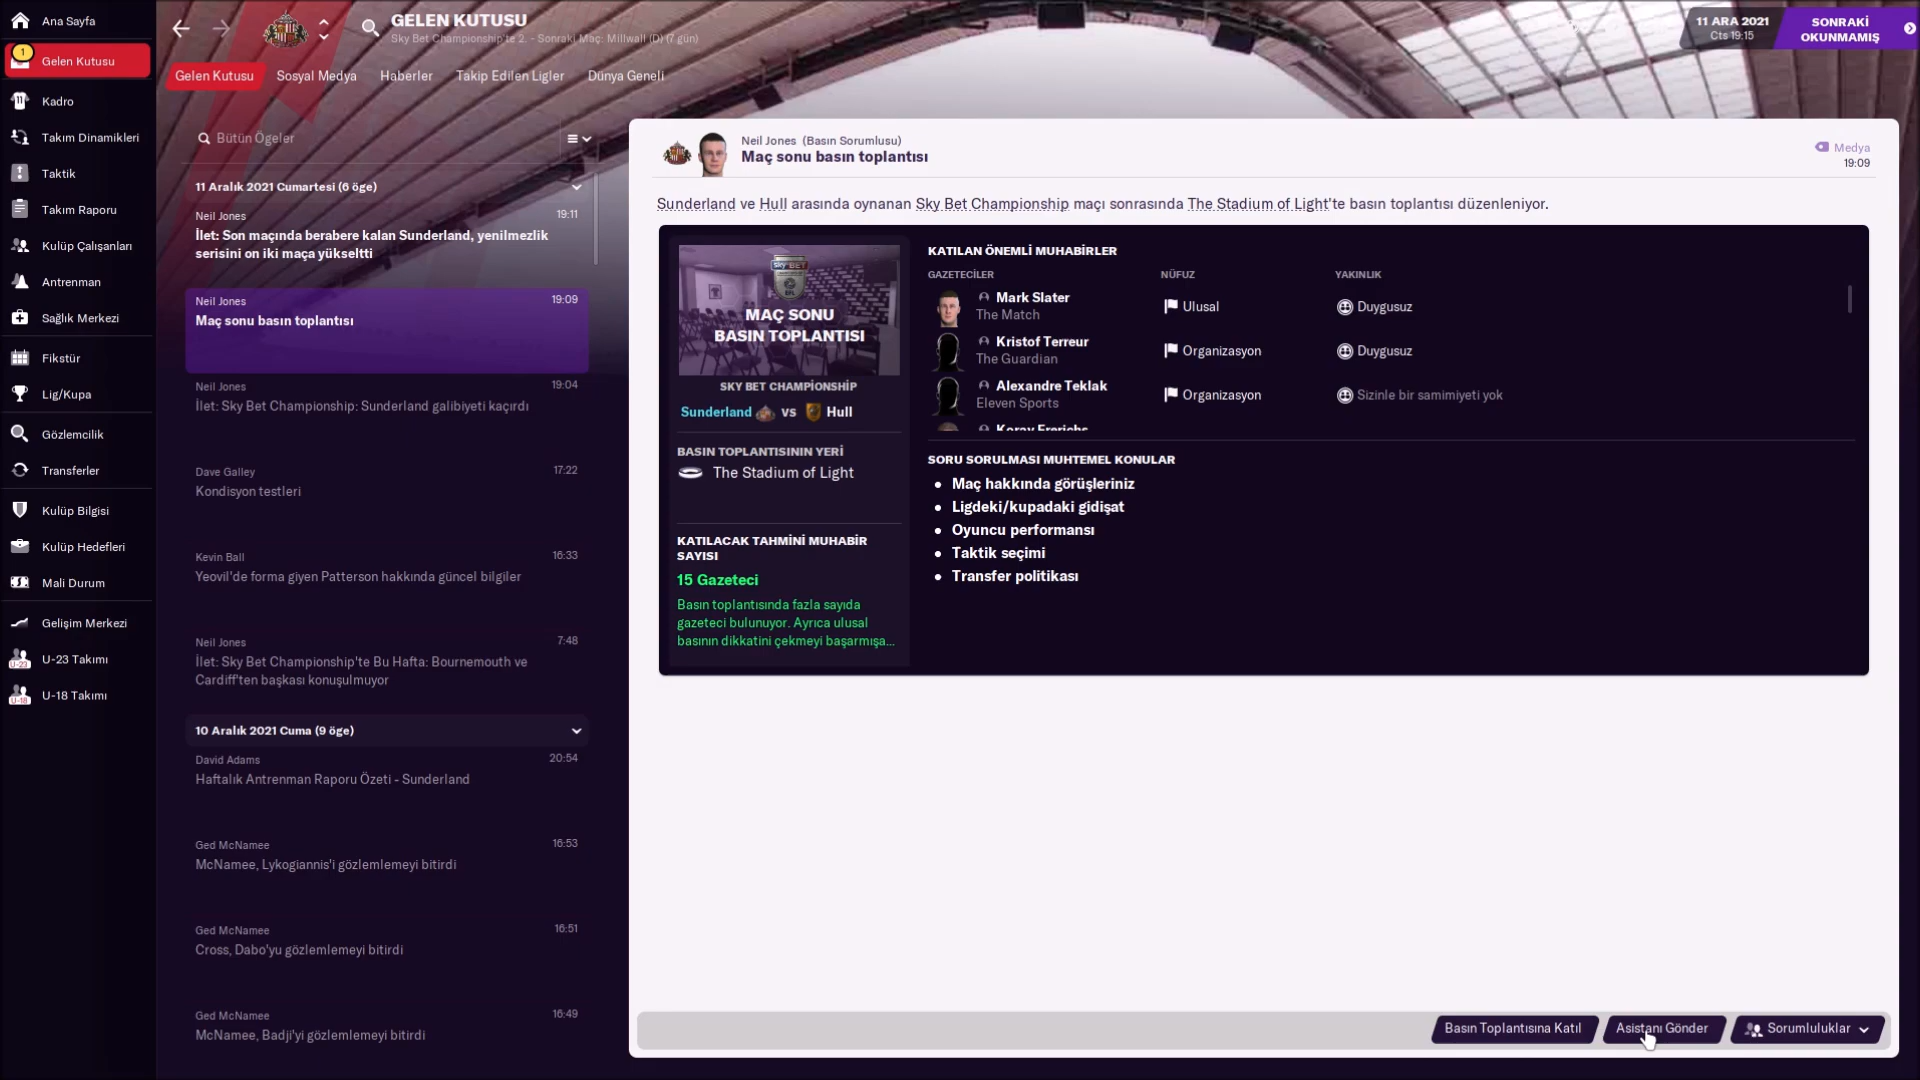 Ana Sayfa
1
Gelen Kutusu
Kadro
Takım Dinamikleri
Taktik
Takım Raporu
Kulüp Çalışanları
Antrenman
Sağlık Merkezi
Fikstür
Lig/Kupa
Gözlemcilik
Transferler
Kulüp Bilgisi
Kulüp Hedefleri
Mali Durum
Gelişim Merkezi
U-23 Takımı
U-18 Takımı
GELEN KUTUSU
Sky Bet Championship'te 2. - Sonraki Maç: Millwall (D) (7 gün)
11 ARA 2021
Cts 19:15
SONRAKİ
OKUNMAMIŞ
Gelen Kutusu
Sosyal Medya
Haberler
Takip Edilen Ligler
Dünya Geneli
Bütün Ögeler
11 Aralık 2021 Cumartesi (6 öge)
Neil Jones 19:11
İlet: Son maçında berabere kalan Sunderland, yenilmezlik
serisini on iki maça yükseltti
Neil Jones 19:09
Maç sonu basın toplantısı
Neil Jones 19:04
İlet: Sky Bet Championship: Sunderland galibiyeti kaçırdı
Dave Galley 17:22
Kondisyon testleri
Kevin Ball 16:33
Yeovil'de forma giyen Patterson hakkında güncel bilgiler
Neil Jones 7:48
İlet: Sky Bet Championship'te Bu Hafta: Bournemouth ve
Cardiff'ten başkası konuşulmuyor
10 Aralık 2021 Cuma (9 öge)
David Adams 20:54
Haftalık Antrenman Raporu Özeti - Sunderland
Ged McNamee 16:53
McNamee, Lykogiannis'i gözlemlemeyi bitirdi
Ged McNamee 16:51
Cross, Dabo'yu gözlemlemeyi bitirdi
Ged McNamee 16:49
McNamee, Badji'yi gözlemlemeyi bitirdi
Neil Jones (Basın Sorumlusu)
Maç sonu basın toplantısı
Medya
19:09
Sunderland ve Hull arasında oynanan Sky Bet Championship maçı sonrasında The Stadium of Light'te basın toplantısı düzenleniyor.
sky BET
EFL
MAÇ SONU
BASIN TOPLANTISI
SKY BET CHAMPİONSHİP
Sunderland vs Hull
BASIN TOPLANTISININ YERİ
The Stadium of Light
KATILACAK TAHMİNİ MUHABİR
SAYISI
15 Gazeteci
Basın toplantısında fazla sayıda
gazeteci bulunuyor. Ayrıca ulusal
basının dikkatini çekmeyi başarmışa...
KATILAN ÖNEMLİ MUHABİRLER
GAZETECİLER NÜFUZ YAKINLIK
Mark Slater
The Match
Ulusal
Duygusuz
Kristof Terreur
The Guardian
Organizasyon
Duygusuz
Alexandre Teklak
Eleven Sports
Organizasyon
Sizinle bir samimiyeti yok
Koray Frerichs
SORU SORULMASI MUHTEMEL KONULAR
• Maç hakkında görüşleriniz
• Ligdeki/kupadaki gidişat
• Oyuncu performansı
• Taktik seçimi
• Transfer politikası
Basın Toplantısına Katıl
Asistanı Gönder
Sorumluluklar